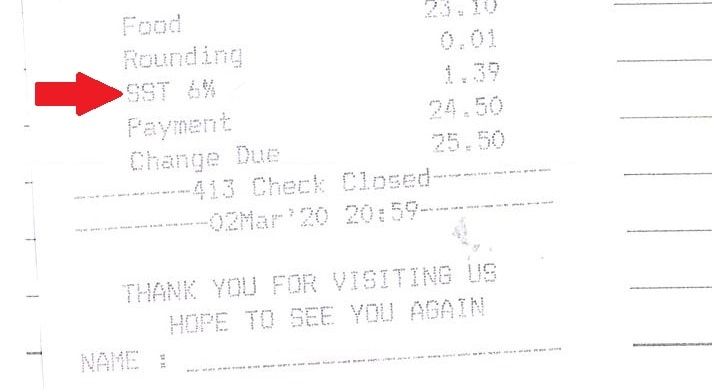 Food 23.10
Rounding 0.01
SST 6% 1.39
Payment 24.50
Change Due 25.50
----------413 Check Closed----------
----------02Mar'20 20:59----------
THANK YOU FOR VISITING US
HOPE TO SEE YOU AGAIN
NAME :